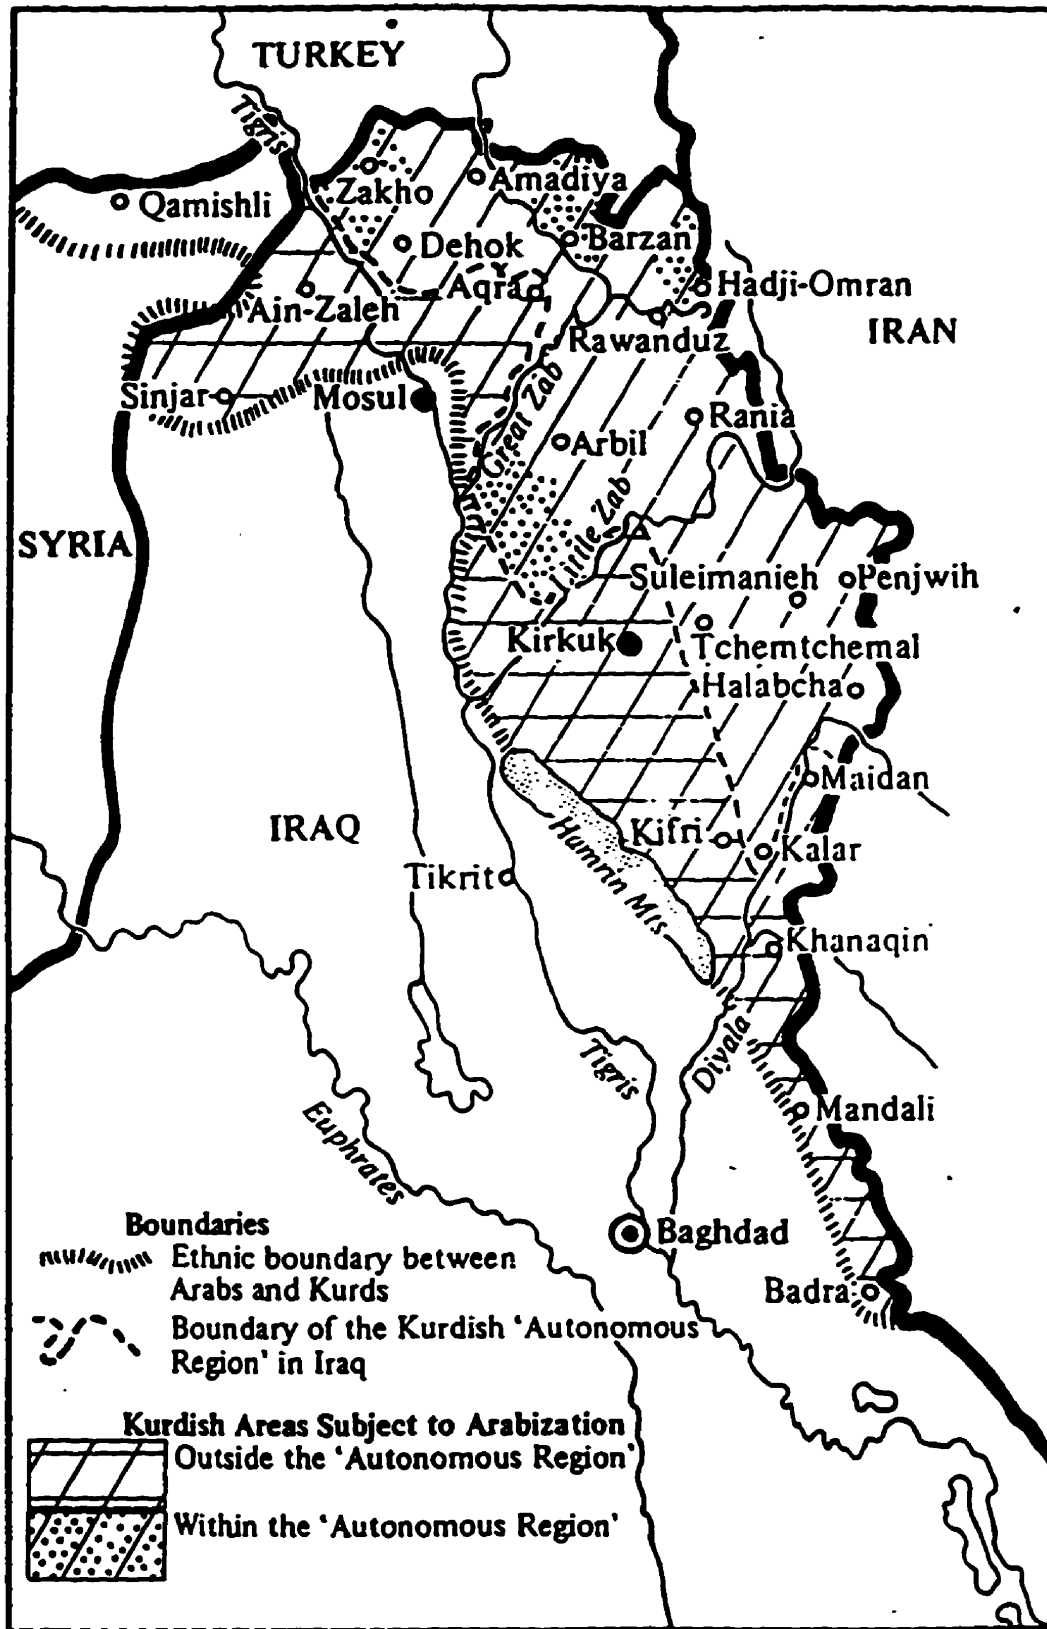 TURKEY
Tigris
Qamishli
Zakho
Amadiya
Dehok
Barzan
Aqra
Hadji-Omran
Ain-Zaleh
Rawanduz
IRAN
Sinjar
Mosul
Great Zab
Rania
Arbil
Little Zab
SYRIA
Suleimanieh
Penjwih
Kirkuk
Tchemtchemal
Halabcha
Maidan
IRAQ
Hamrin Mts
Kifri
Kalar
Tikrit
Khanaqin
Tigris
Diyala
Mandali
Euphrates
Baghdad
Badra
Boundaries
Ethnic boundary between
Arabs and Kurds
Boundary of the Kurdish 'Autonomous
Region' in Iraq
Kurdish Areas Subject to Arabization
Outside the 'Autonomous Region'
Within the 'Autonomous Region'